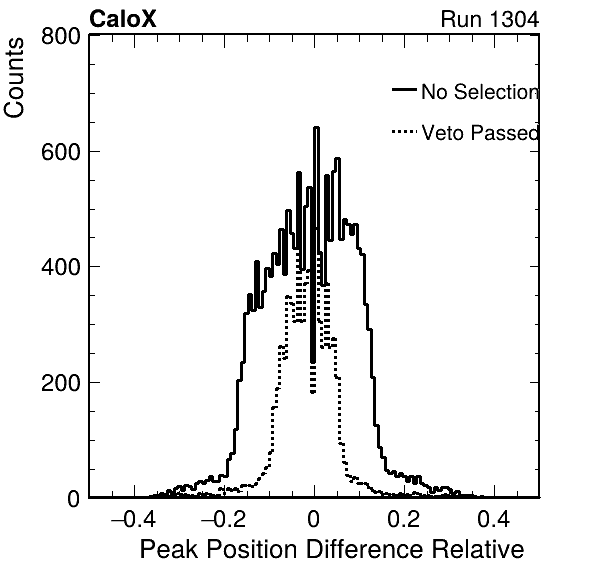 CaloX Run 1304
Counts
800
600
400
200
0
No Selection
Veto Passed
−0.4 −0.2 0 0.2 0.4
Peak Position Difference Relative